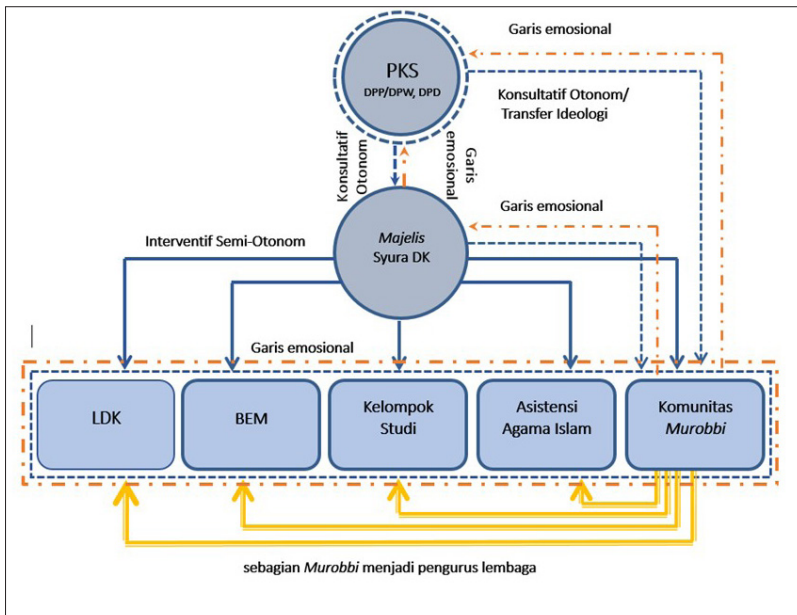 Garis emosional
PKS
DPP/DPW, DPD
Konsultatif Otonom/
Transfer Ideologi
Konsultatif
Otonom
Garis
emosional
Garis emosional
Majelis
Syura DK
Interventif Semi-Otonom
Garis emosional
LDK
BEM
Kelompok
Studi
Asistensi
Agama Islam
Komunitas
Murobbi
sebagian Murobbi menjadi pengurus lembaga